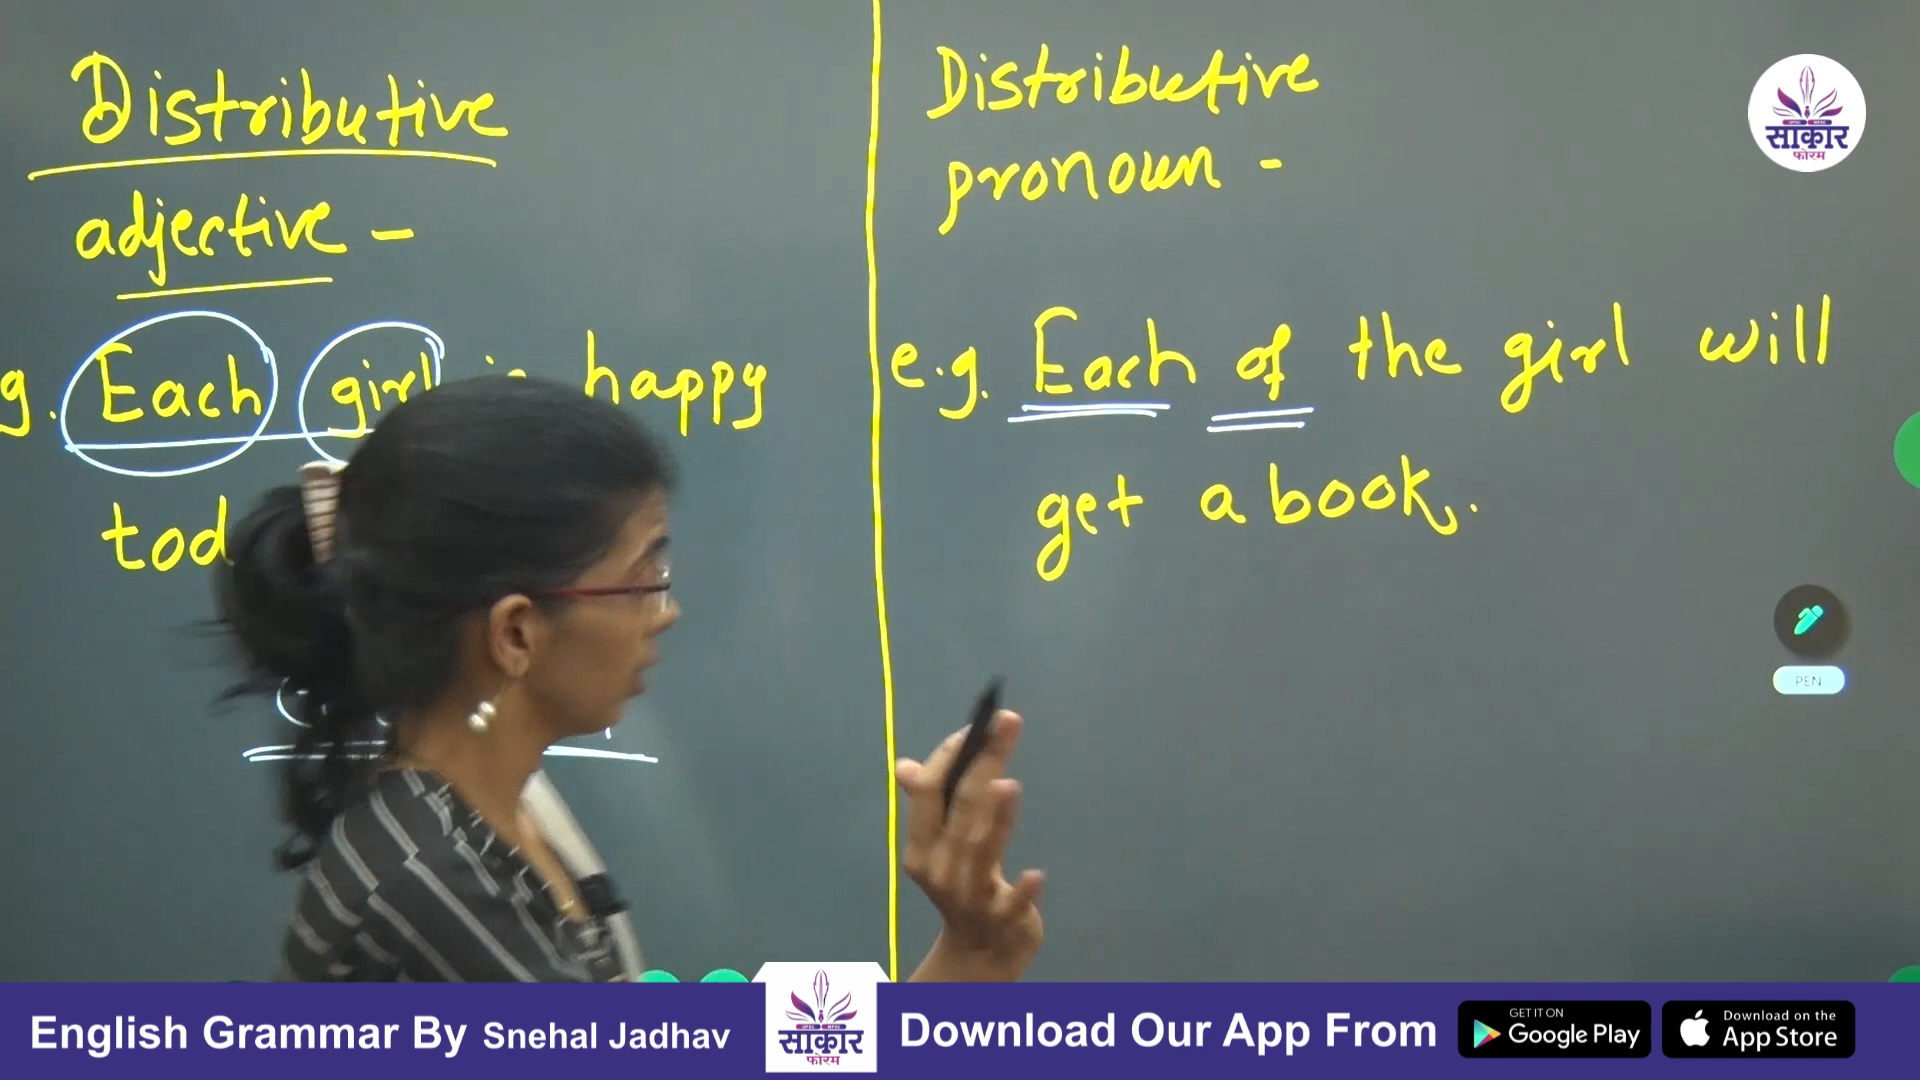 Distributive
adjective -
g. Each girl happy
tod
Distributive
pronoun -
e.g. Each of the girl will
get a book.
साकार
फोरम
PEN
English Grammar By Snehal Jadhav
साकार
फोरम
Download Our App From
GET IT ON
Google Play
Download on the
App Store